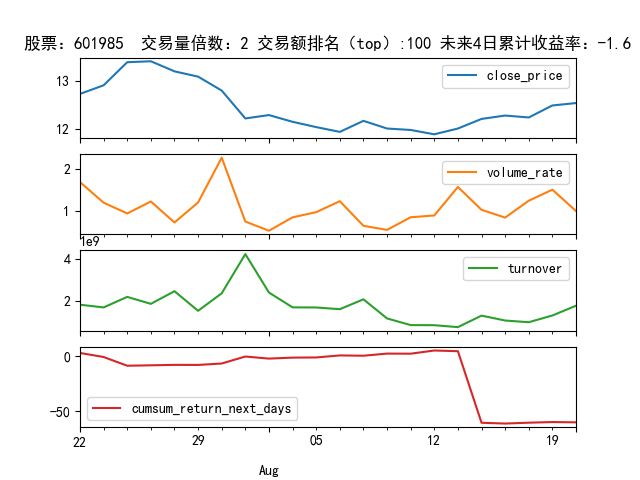 股票：601985  交易量倍数：2 交易额排名（top）:100 未来4日累计收益率：-1.6
13
12
close_price
2
1
volume_rate
1e9
4
2
turnover
0
-50
cumsum_return_next_days
22
29
05
12
19
Aug